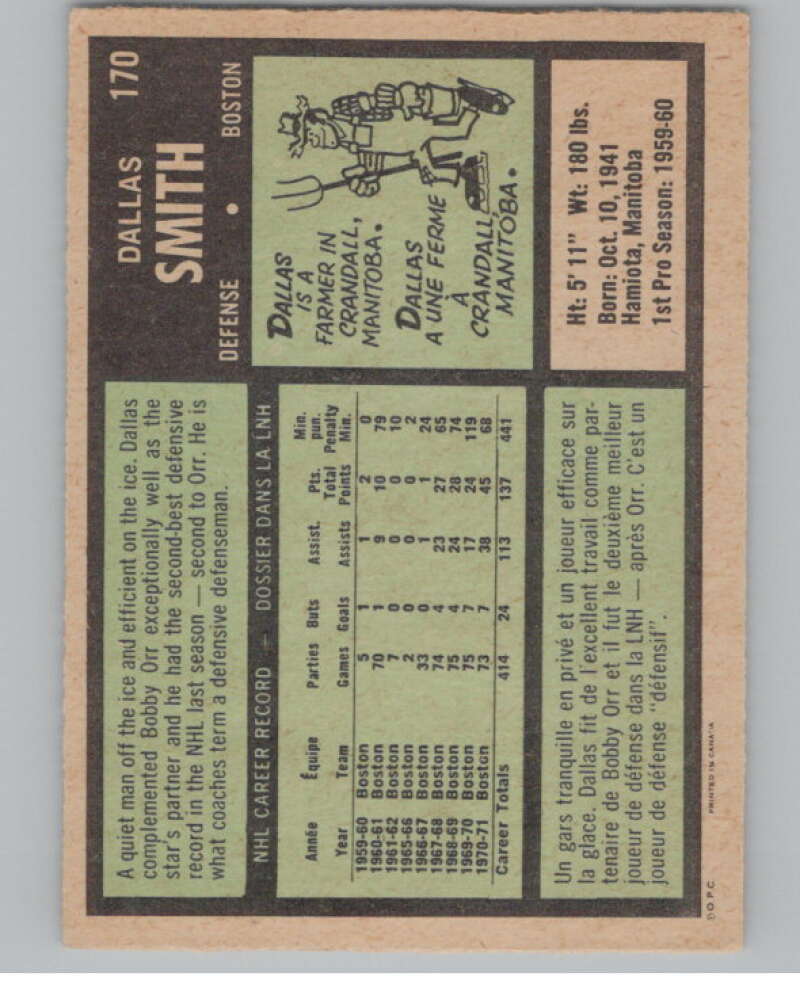 170
DALLAS
SMITH
DEFENSE • BOSTON
A quiet man off the ice and efficient on the ice. Dallas
complemented Bobby Orr exceptionally well as the
star's partner and he had the second-best defensive
record in the NHL last season — second to Orr. He is
what coaches term a defensive defenseman.
DALLAS
IS A
FARMER IN
CRANDALL,
MANITOBA.
DALLAS
A UNE FERME
À
CRANDALL,
MANITOBA.
NHL CAREER RECORD — DOSSIER DANS LA LNH
Année Équipe Parties Buts Assist. Pts. Total Min. pun.
Year Team Games Goals Assists Points Penalty Min.
1959-60 Boston 5 1 1 2 0
1960-61 Boston 70 1 9 10 79
1961-62 Boston 7 0 0 0 10
1965-66 Boston 2 0 0 0 2
1966-67 Boston 33 0 1 1 24
1967-68 Boston 74 4 23 27 65
1968-69 Boston 75 4 24 28 74
1969-70 Boston 75 7 17 24 119
1970-71 Boston 73 7 38 45 68
Career Totals 414 24 113 137 441
Ht: 5' 11" Wt: 180 lbs.
Born: Oct. 10, 1941
Hamiota, Manitoba
1st Pro Season: 1959-60
Un gars tranquille en privé et un joueur efficace sur
la glace. Dallas fit de l'excellent travail comme par-
tenaire de Bobby Orr et il fut le deuxième meilleur
joueur de défense dans la LNH — après Orr. C'est un
joueur de défense "défensif".
©O.P.C. PRINTED IN CANADA